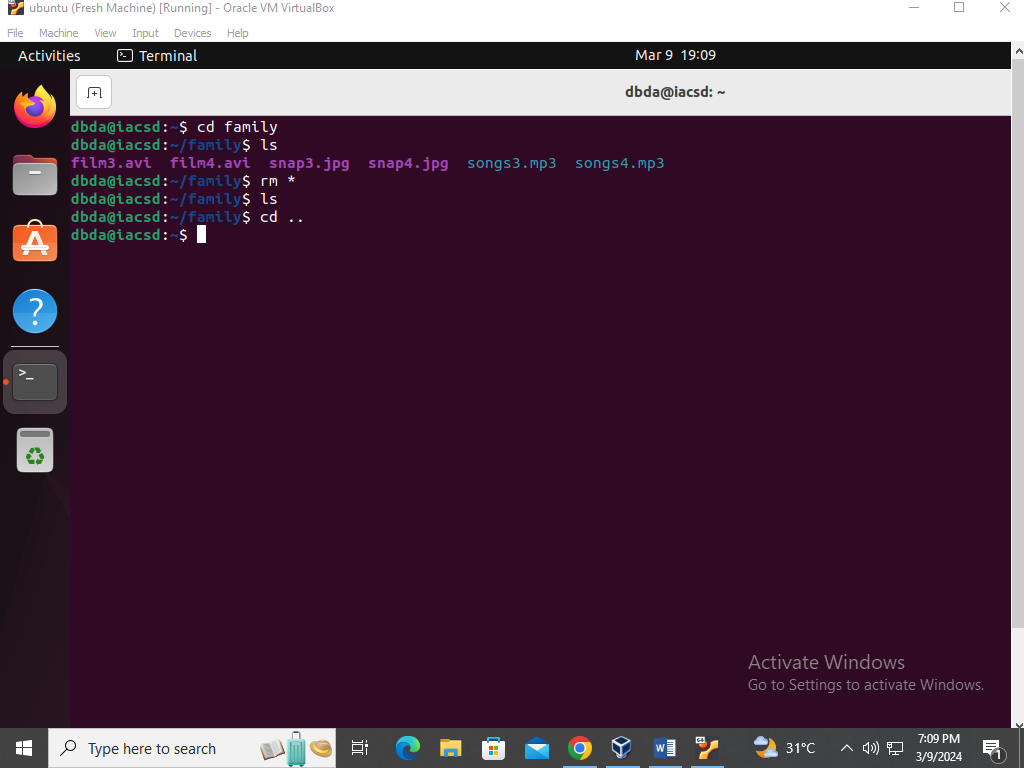 ubuntu (Fresh Machine) [Running] - Oracle VM VirtualBox
File Machine View Input Devices Help
Activities Terminal Mar 9 19:09
dbda@iacsd: ~
dbda@iacsd:~$ cd family
dbda@iacsd:~/family$ ls
film3.avi film4.avi snap3.jpg snap4.jpg songs3.mp3 songs4.mp3
dbda@iacsd:~/family$ rm *
dbda@iacsd:~/family$ ls
dbda@iacsd:~/family$ cd ..
dbda@iacsd:~$
Activate Windows
Go to Settings to activate Windows.
Type here to search
31°C
7:09 PM
3/9/2024
1